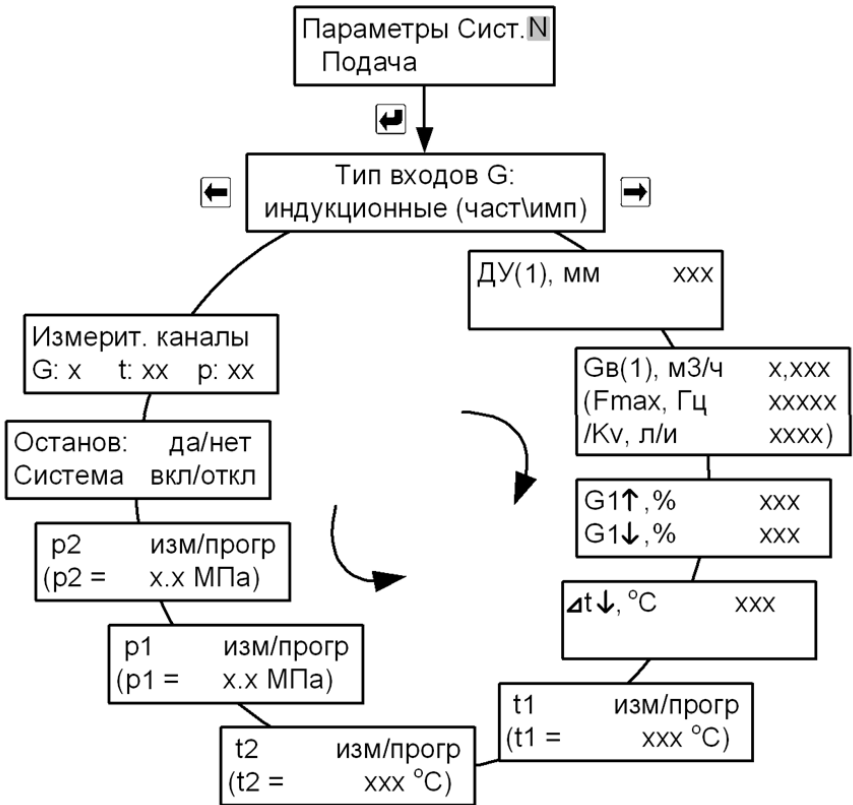 Параметры Сист.N
Подача
Тип входов G:
индукционные (част\имп)
ДУ(1), мм xxx
Gв(1), м3/ч x,xxx
(Fmax, Гц xxxxx
/Kv, л/и xxxx)
G1↑,% xxx
G1↓,% xxx
⊿t↓, °C xxx
t1 изм/прогр
(t1 = xxx °C)
t2 изм/прогр
(t2 = xxx °C)
p1 изм/прогр
(p1 = x.x МПа)
p2 изм/прогр
(p2 = x.x МПа)
Останов: да/нет
Система вкл/откл
Измерит. каналы
G: x t: xx p: xx